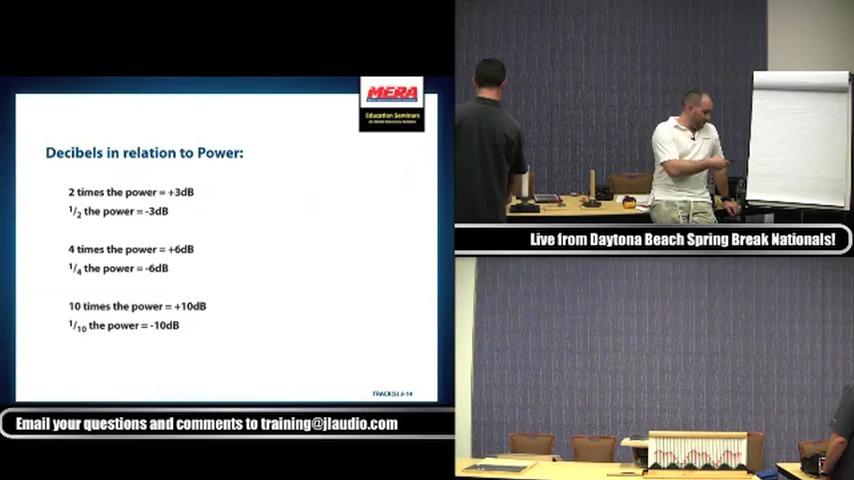 MERA
Education Seminars
Decibels in relation to Power:
2 times the power = +3dB
1/2 the power = -3dB
4 times the power = +6dB
1/4 the power = -6dB
10 times the power = +10dB
1/10 the power = -10dB
TRACK(S) 2-14
Email your questions and comments to training@jlaudio.com
Live from Daytona Beach Spring Break Nationals!